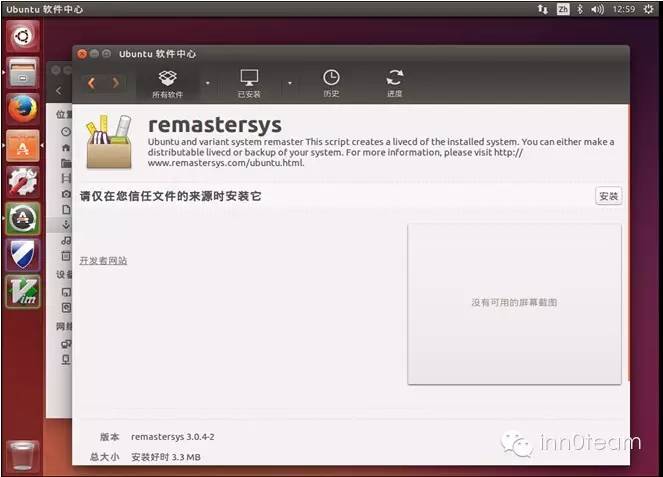 Ubuntu 软件中心
Zh
12:59
Ubuntu 软件中心
所有软件
已安装
历史
进度
remastersys
Ubuntu and variant system remaster This script creates a livecd of the installed system. You can either make a
distributable livecd or backup of your system. For more information, please visit http://
www.remastersys.com/ubuntu.html.
请仅在您信任文件的来源时安装它
安装
开发者网站
没有可用的屏幕截图
版本 remastersys 3.0.4-2
总大小 安装好时 3.3 MB
位置
设备
网络
Vim
inn0team